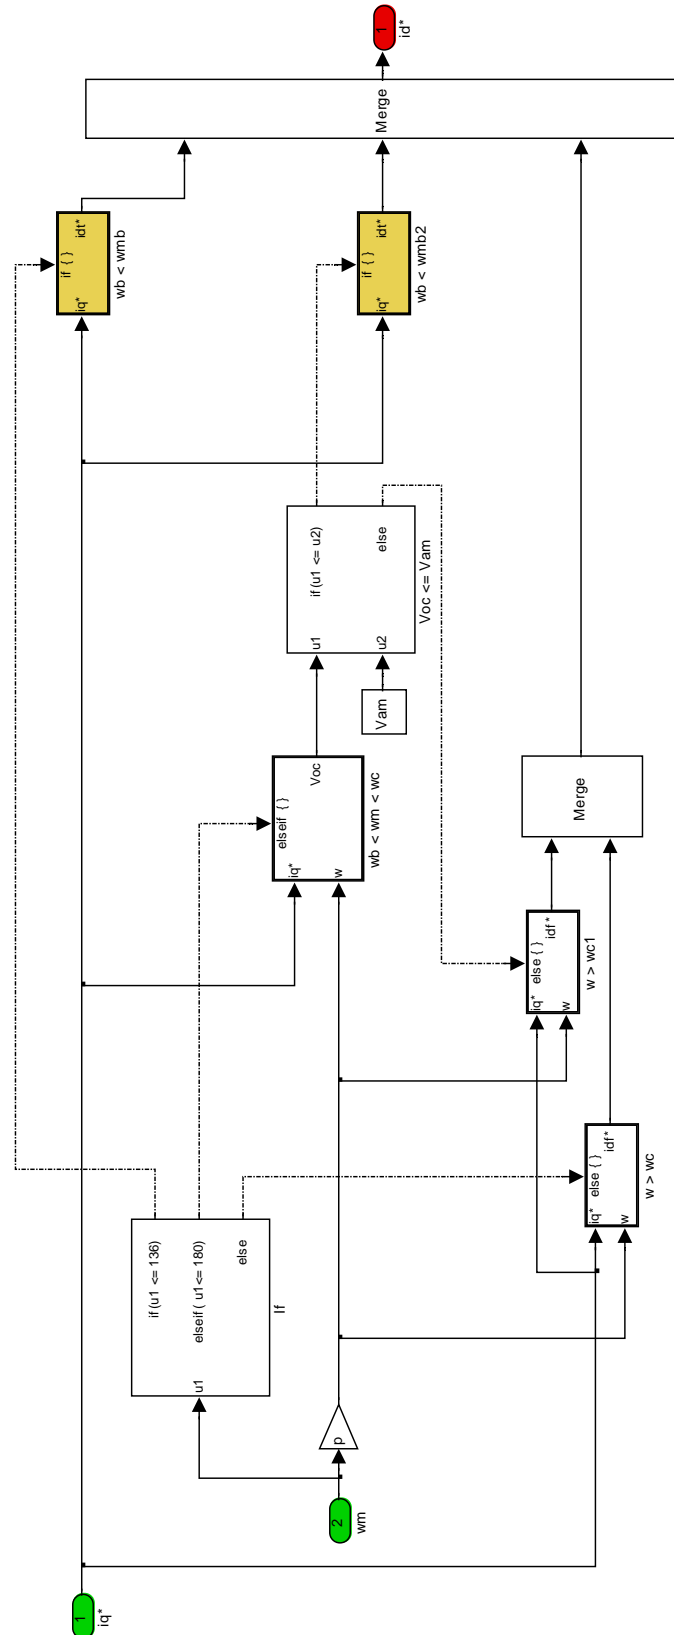 1
iq*
2
wm
p
u1
if (u1 <= 136)
elseif ( u1<= 180)
else
If
iq*
w
else { }
idf*
w > wc
iq*
w
else { }
idf*
w > wc1
iq*
w
elseif { }
Voc
wb < wm < wc
Vam
u1
u2
if (u1 <= u2)
else
Voc <= Vam
Merge
iq*
if { }
idt*
wb < wmb
iq*
if { }
idt*
wb < wmb2
Merge
1
id*